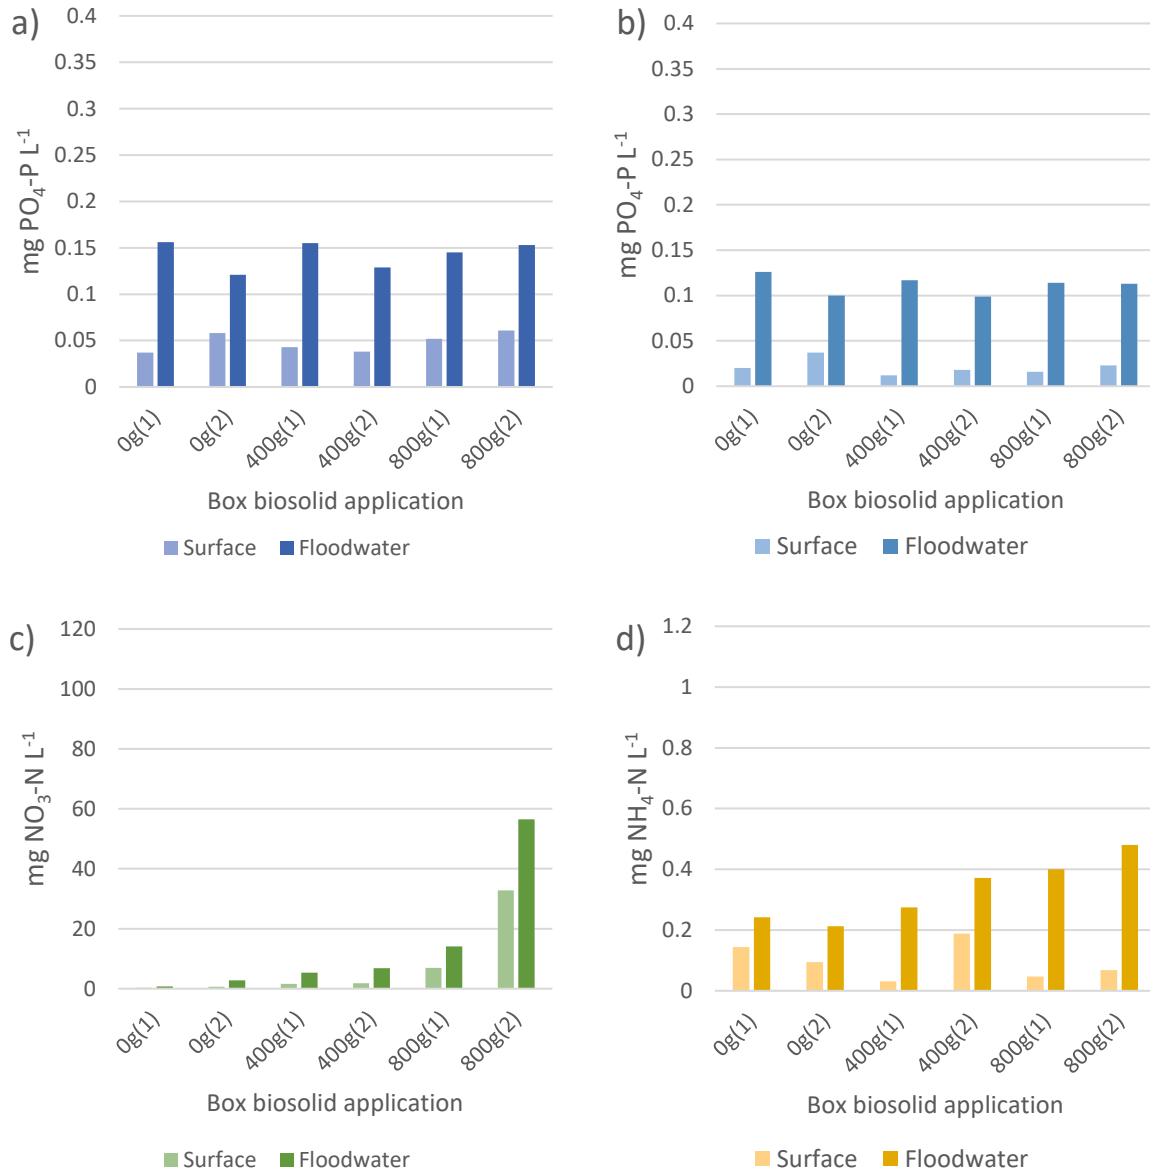 a)
mg PO₄-P L⁻¹
0.4
0.35
0.3
0.25
0.2
0.15
0.1
0.05
0
0g(1)
0g(2)
400g(1)
400g(2)
800g(1)
800g(2)
Box biosolid application
Surface Floodwater
b)
mg PO₄-P L⁻¹
0.4
0.35
0.3
0.25
0.2
0.15
0.1
0.05
0
0g(1)
0g(2)
400g(1)
400g(2)
800g(1)
800g(2)
Box biosolid application
Surface Floodwater
c)
mg NO₃-N L⁻¹
120
100
80
60
40
20
0
0g(1)
0g(2)
400g(1)
400g(2)
800g(1)
800g(2)
Box biosolid application
Surface Floodwater
d)
mg NH₄-N L⁻¹
1.2
1
0.8
0.6
0.4
0.2
0
0g(1)
0g(2)
400g(1)
400g(2)
800g(1)
800g(2)
Box biosolid application
Surface Floodwater